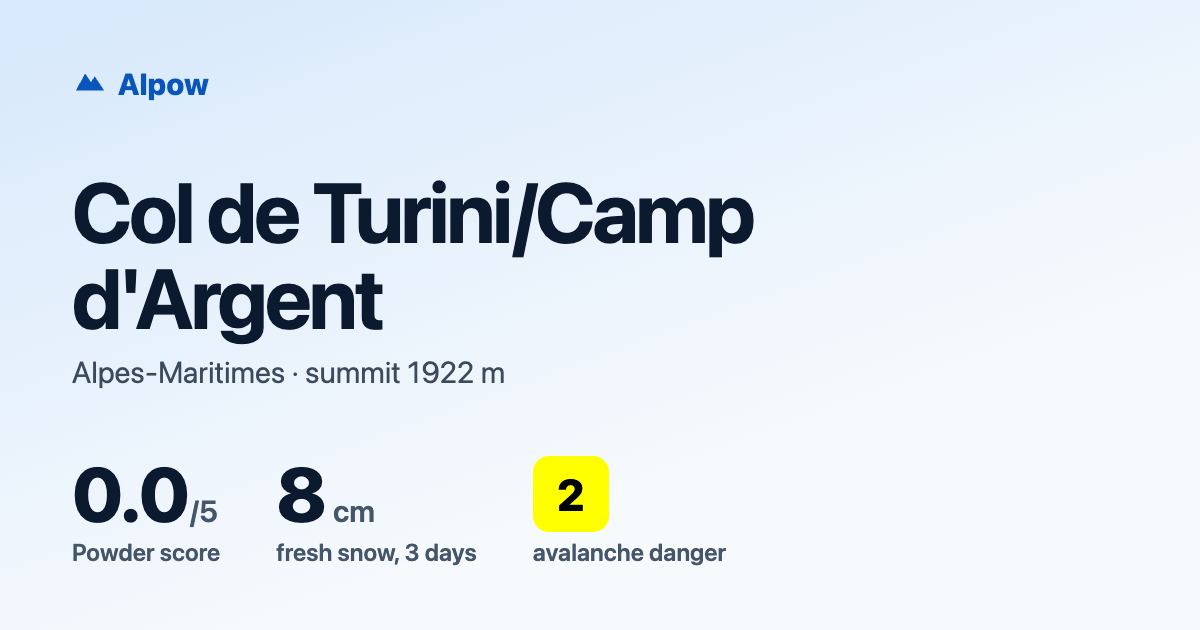 Alpow
Col de Turini/Camp
d'Argent
Alpes-Maritimes · summit 1922 m
0.0/5 8 cm 2
Powder score fresh snow, 3 days avalanche danger